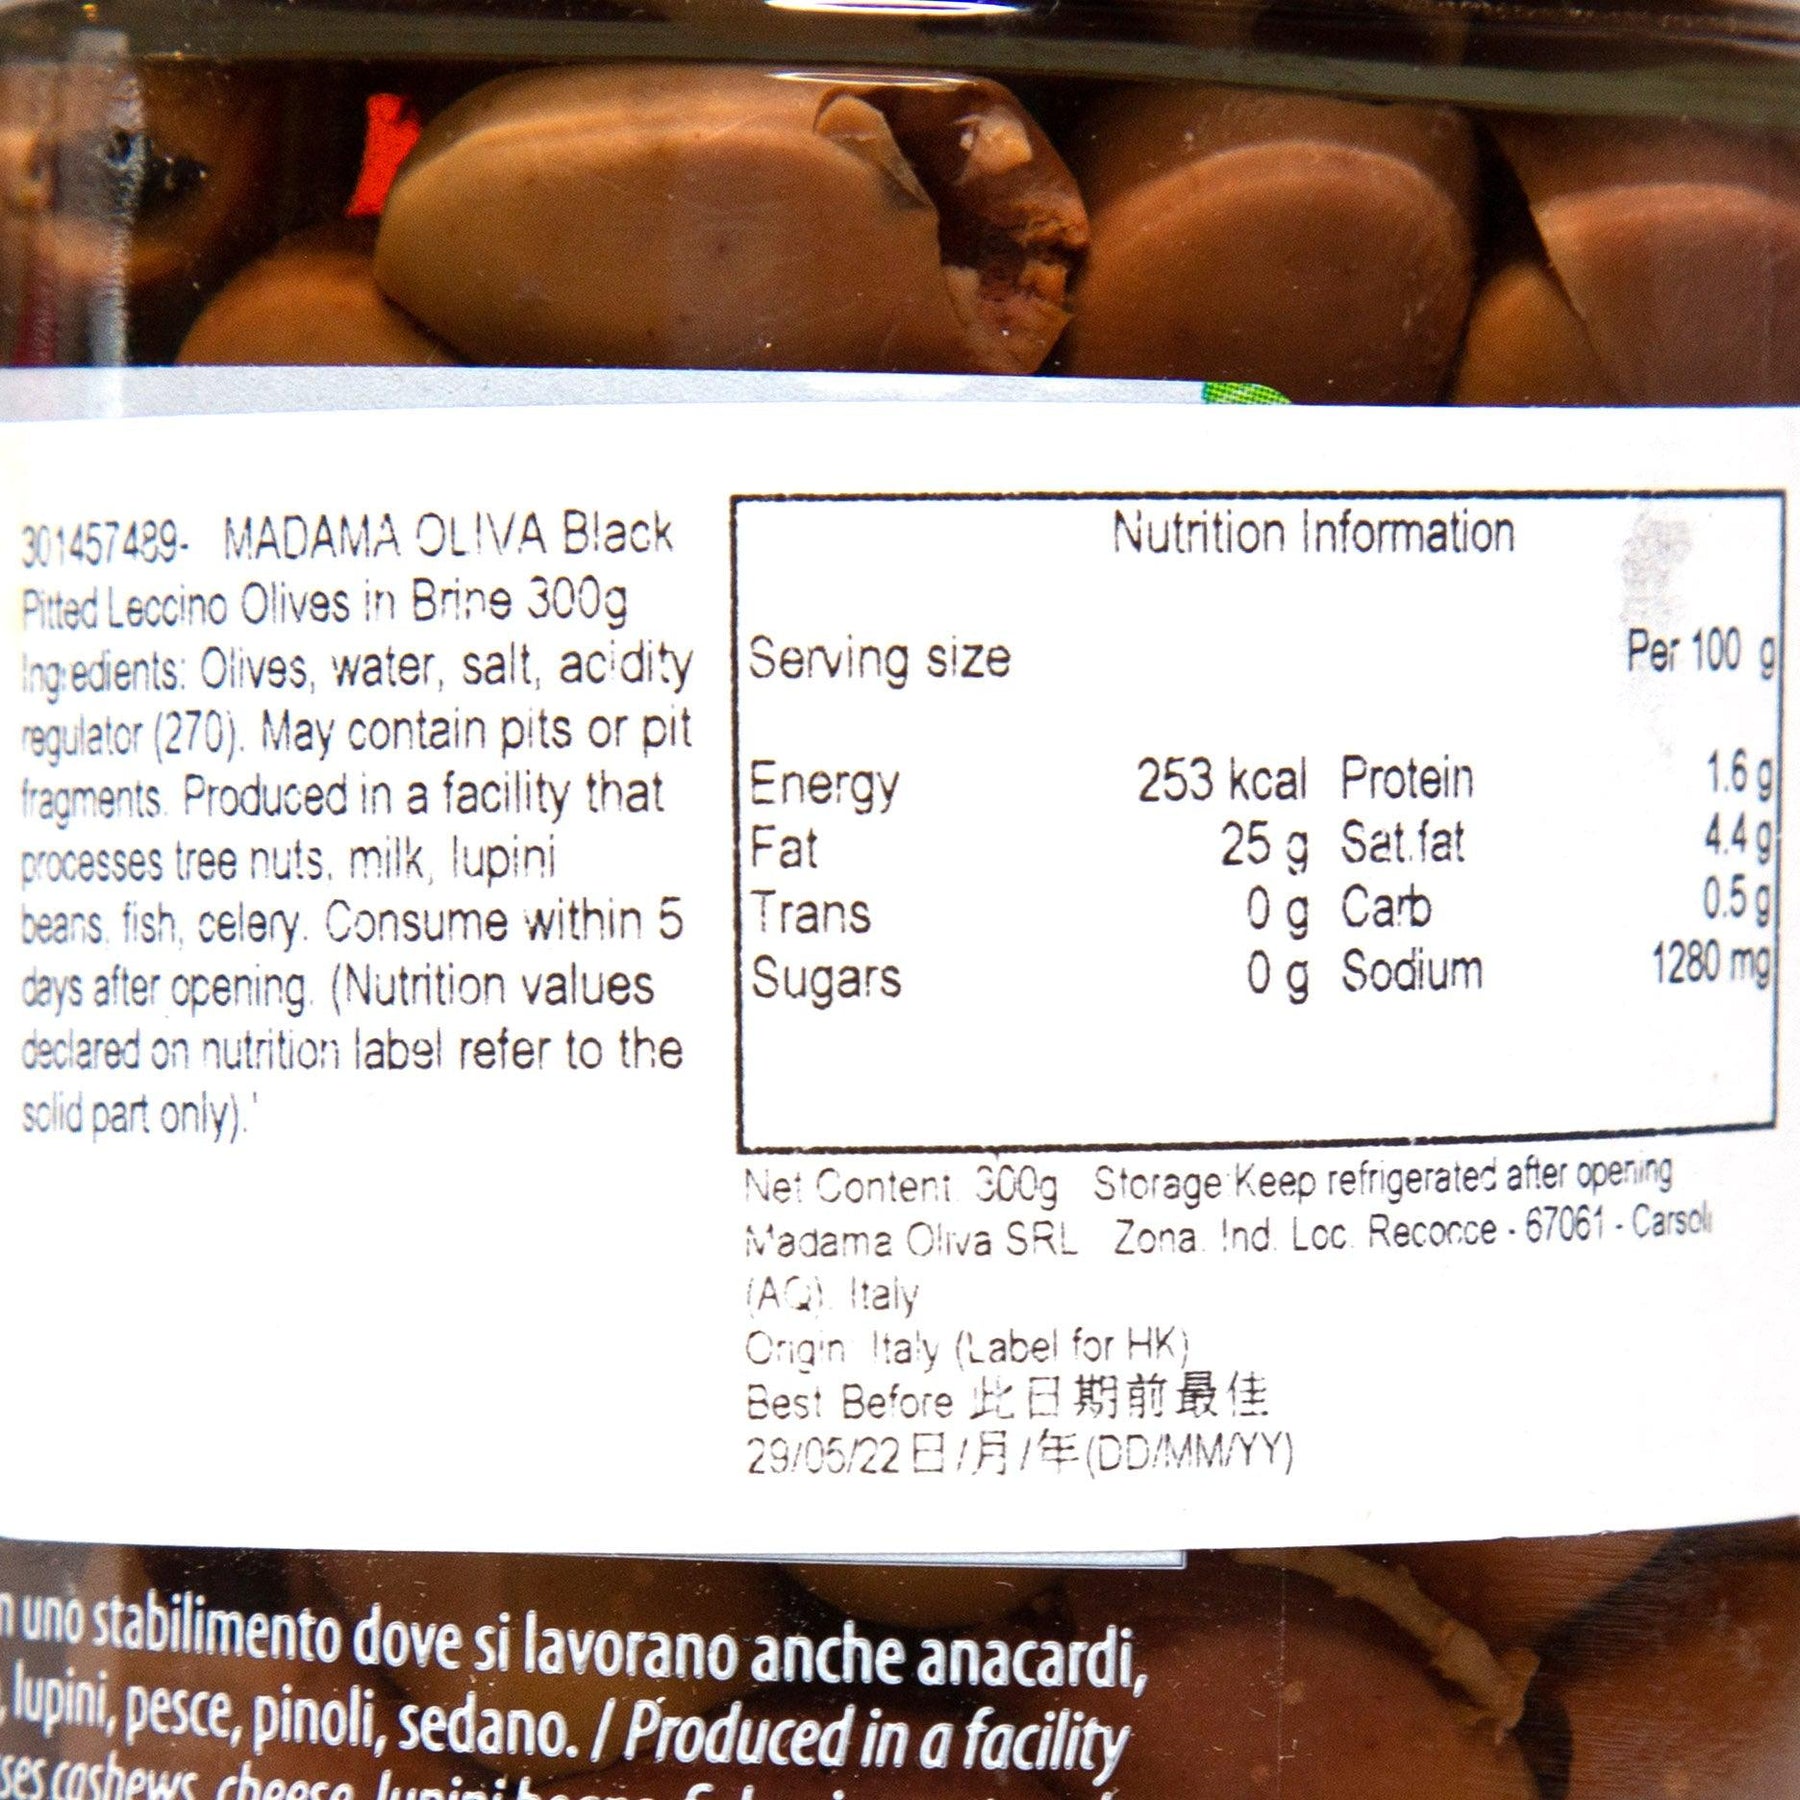 301457489- MADAMA OLIVA Black
Pitted Leccino Olives in Brine 300g
Ingredients: Olives, water, salt, acidity
regulator (270). May contain pits or pit
fragments. Produced in a facility that
processes tree nuts, milk, lupini
beans, fish, celery. Consume within 5
days after opening. (Nutrition values
declared on nutrition label refer to the
solid part only).'
Nutrition Information
Serving size Per 100 g
Energy 253 kcal Protein 1.6 g
Fat 25 g Sat.fat 4.4 g
Trans 0 g Carb 0.5 g
Sugars 0 g Sodium 1280 mg
Net Content: 300g Storage:Keep refrigerated after opening
Madama Oliva SRL Zona. Ind. Loc. Recocce - 67061 - Carsoli
(AQ). Italy
Origin: Italy (Label for HK)
Best Before 此日期前最佳
29/05/22日/月/年(DD/MM/YY)
uno stabilimento dove si lavorano anche anacardi,
lupini, pesce, pinoli, sedano. / Produced in a facility
cashews, cheese, lupini